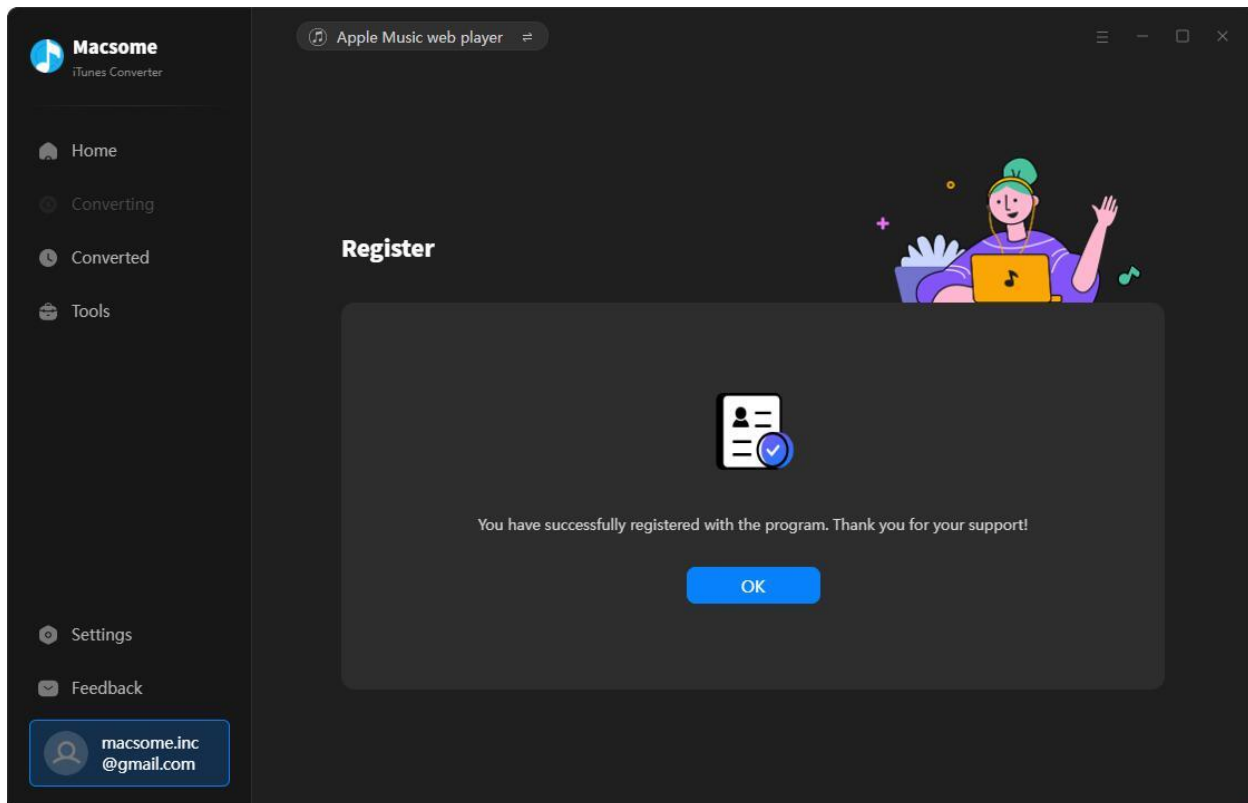 Macsome
iTunes Converter
Apple Music web player
Home
Converting
Converted
Tools
Register
You have successfully registered with the program. Thank you for your support!
OK
Settings
Feedback
macsome.inc
@gmail.com